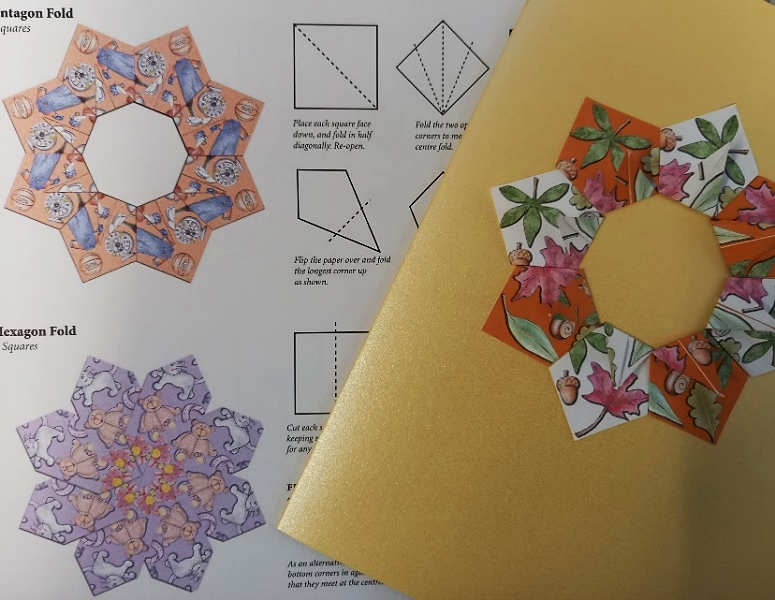 ntagon Fold
quares
Place each square face
down, and fold in half
diagonally. Re-open.
Fold the two op
corners to me
centre fold.
Flip the paper over and fold
the longest corner up
as shown.
Hexagon Fold
Squares
Cut each s
keeping
for any
As an alternati
bottom corners in
that they meet at the centre.